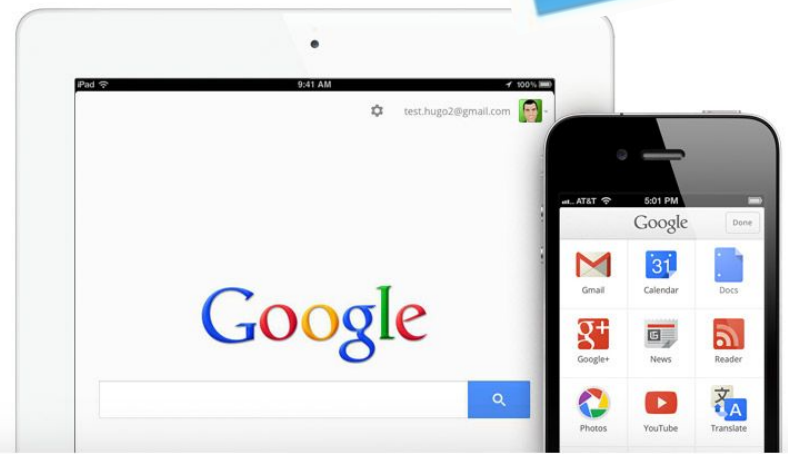 iPad 9:41 AM 100%
test.hugo2@gmail.com
Google
AT&T 5:01 PM
Google Done
31
Gmail Calendar Docs
g+
Google+ News Reader
文 A
Photos YouTube Translate